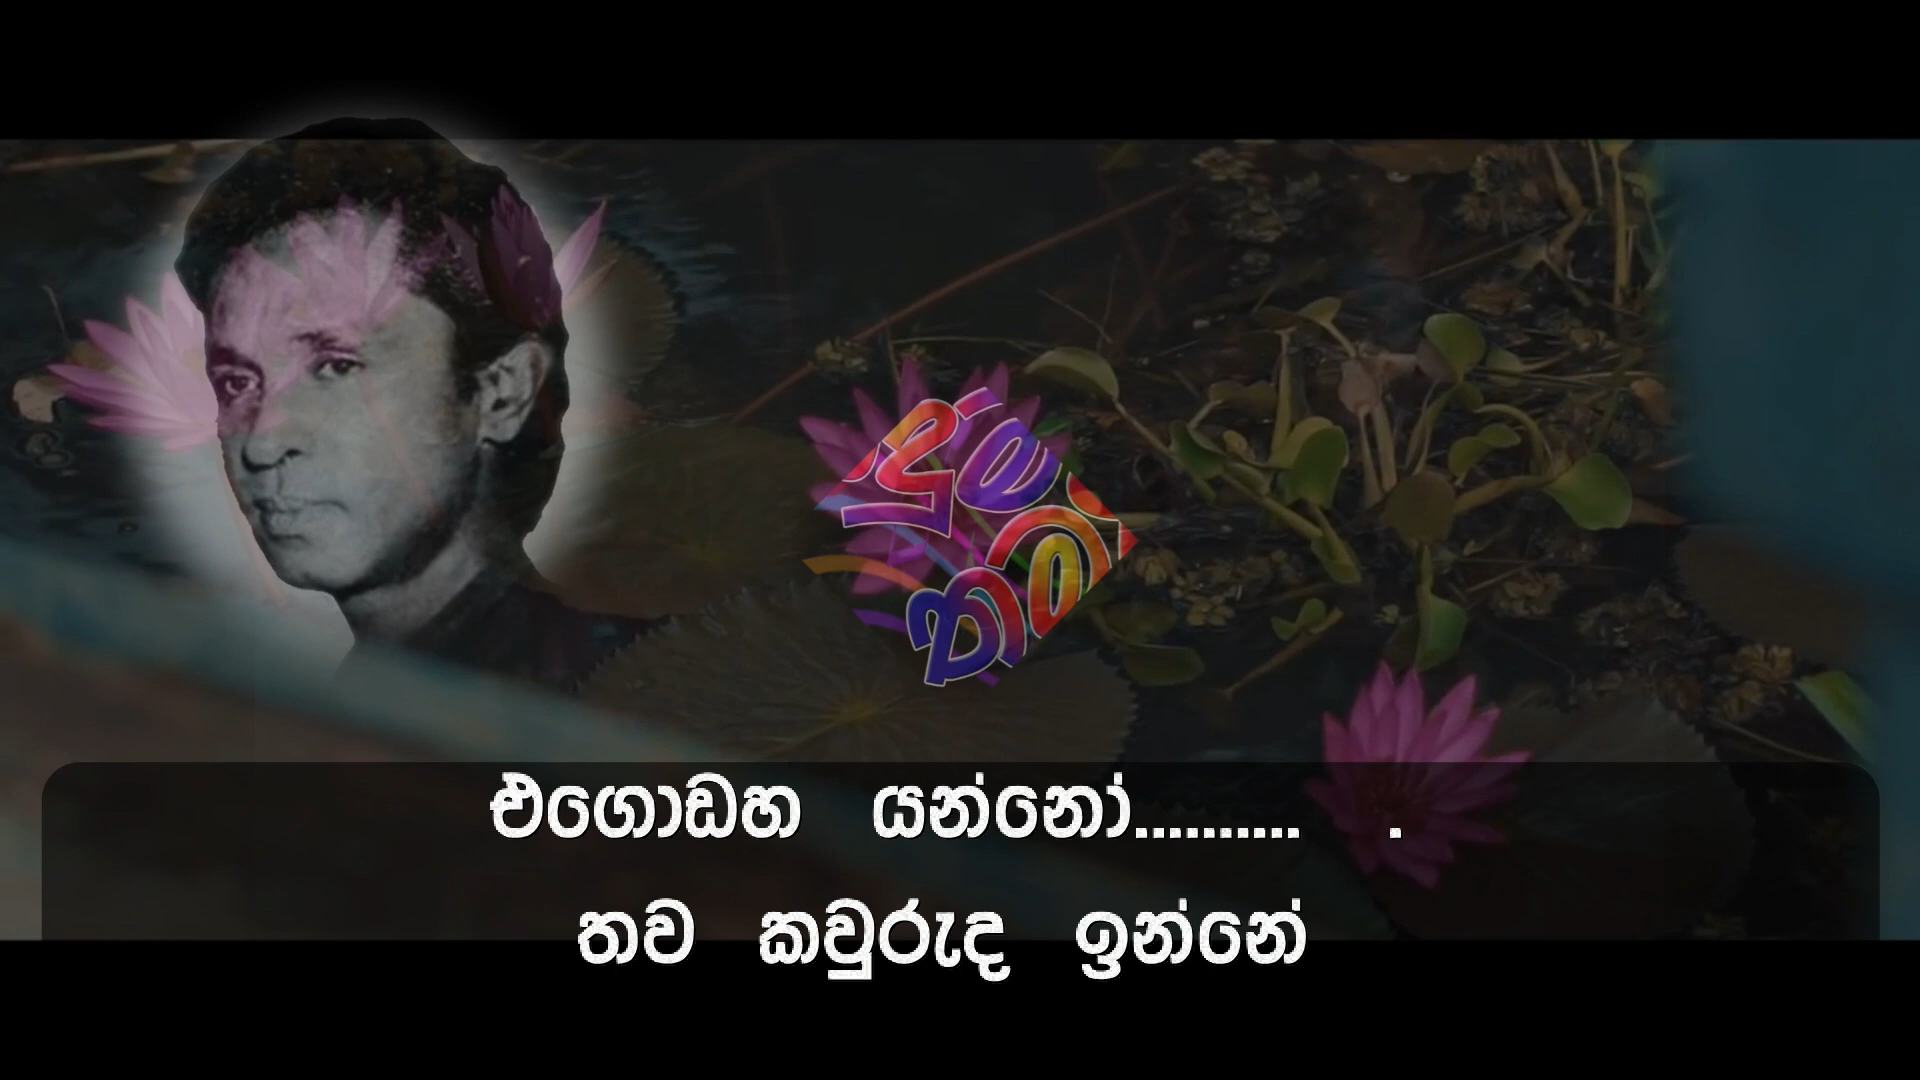 එගොඩහ යන්නෝ.......... .
තව කවුරුද ඉන්නේ